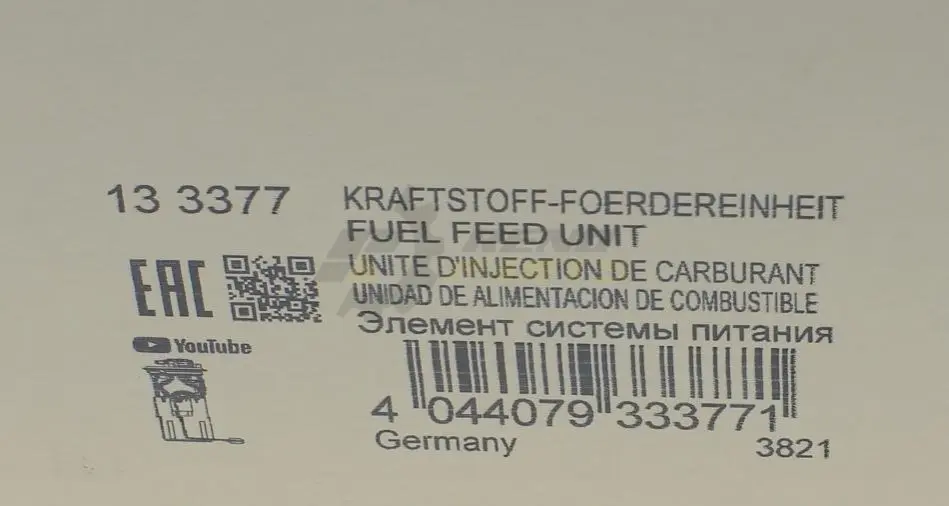 13 3377
KRAFTSTOFF-FOERDEREINHEIT
FUEL FEED UNIT
UNITE D'INJECTION DE CARBURANT
UNIDAD DE ALIMENTACION DE COMBUSTIBLE
Элемент системы питания
EAC
YouTube
4 044079 333771
Germany
3821